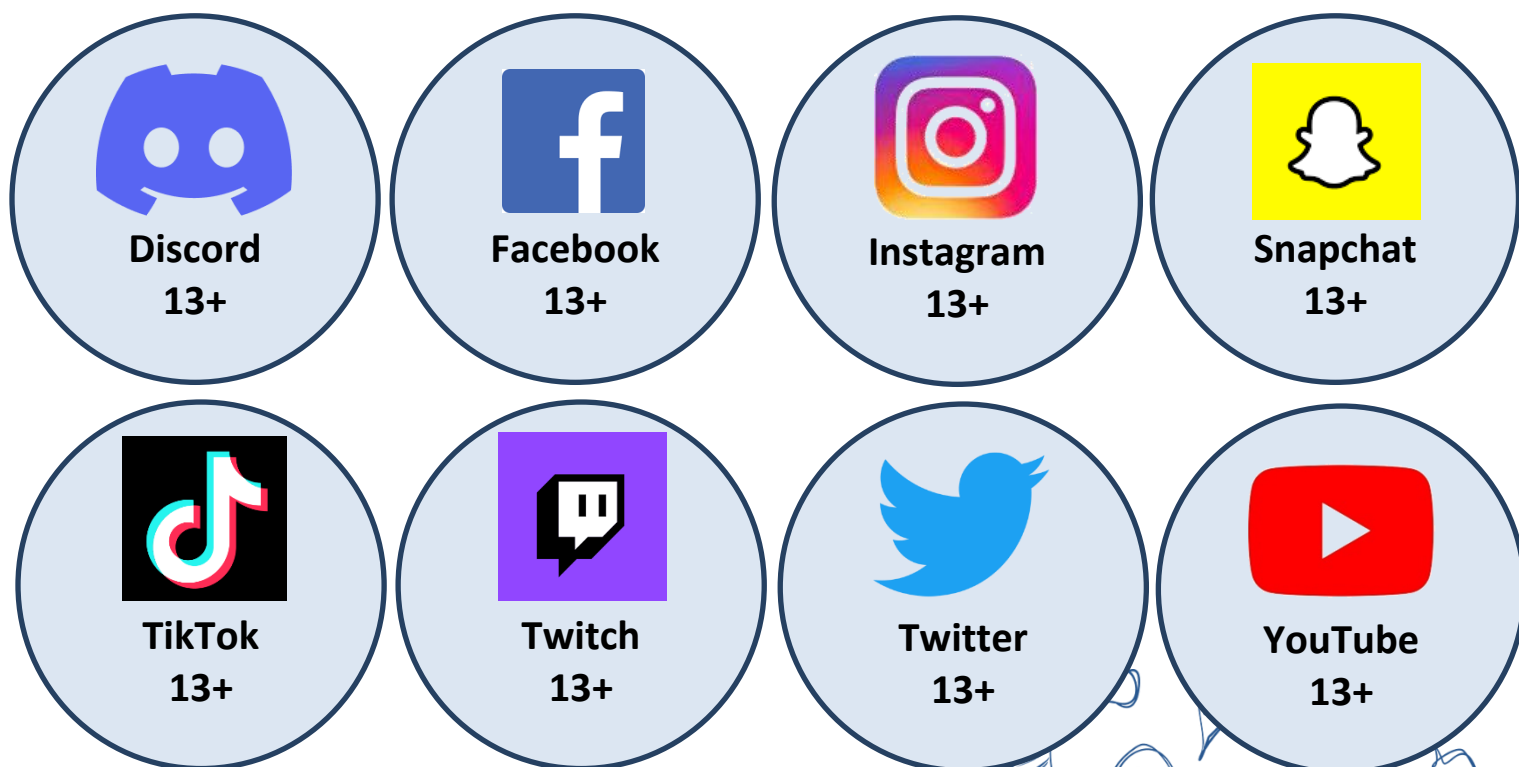 Discord
13+
Facebook
13+
Instagram
13+
Snapchat
13+
TikTok
13+
Twitch
13+
Twitter
13+
YouTube
13+